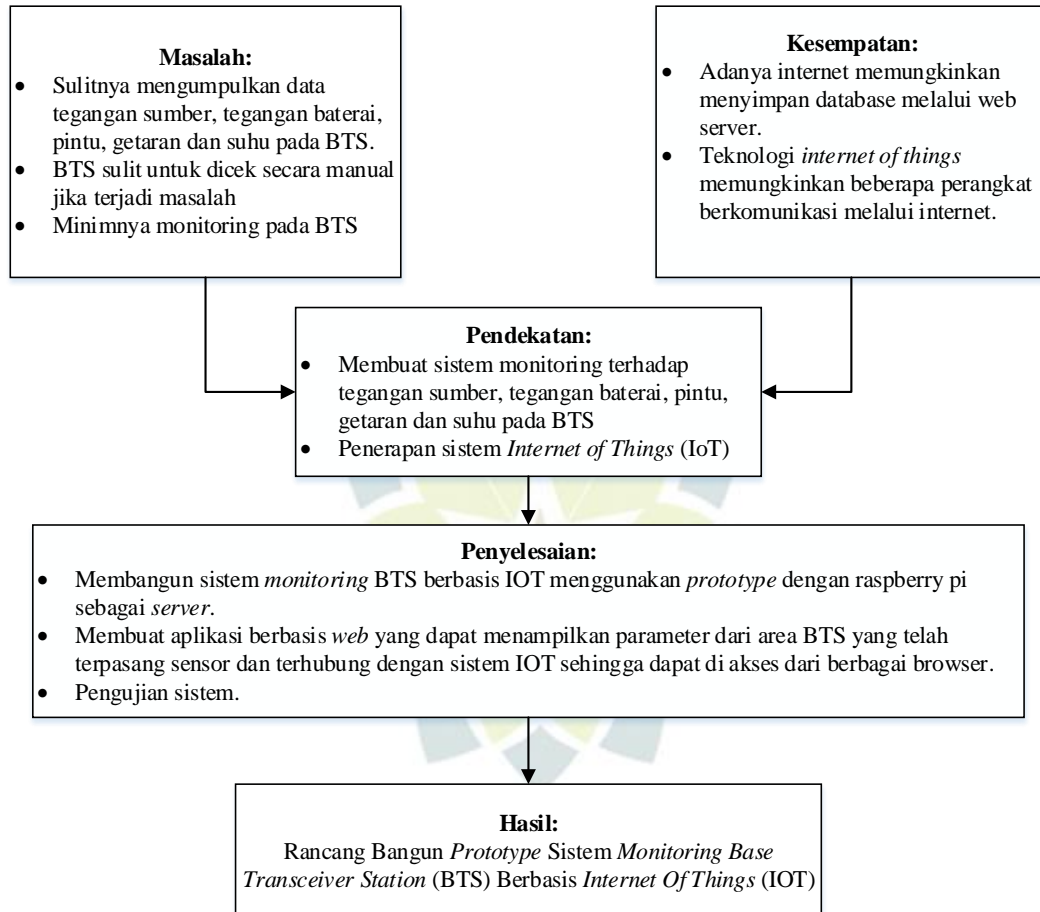 Masalah:
• Sulitnya mengumpulkan data
tegangan sumber, tegangan baterai,
pintu, getaran dan suhu pada BTS.
• BTS sulit untuk dicek secara manual
jika terjadi masalah
• Minimnya monitoring pada BTS
Kesempatan:
• Adanya internet memungkinkan
menyimpan database melalui web
server.
• Teknologi internet of things
memungkinkan beberapa perangkat
berkomunikasi melalui internet.
Pendekatan:
• Membuat sistem monitoring terhadap
tegangan sumber, tegangan baterai, pintu,
getaran dan suhu pada BTS
• Penerapan sistem Internet of Things (IoT)
Penyelesaian:
• Membangun sistem monitoring BTS berbasis IOT menggunakan prototype dengan raspberry pi
sebagai server.
• Membuat aplikasi berbasis web yang dapat menampilkan parameter dari area BTS yang telah
terpasang sensor dan terhubung dengan sistem IOT sehingga dapat di akses dari berbagai browser.
• Pengujian sistem.
Hasil:
Rancang Bangun Prototype Sistem Monitoring Base
Transceiver Station (BTS) Berbasis Internet Of Things (IOT)